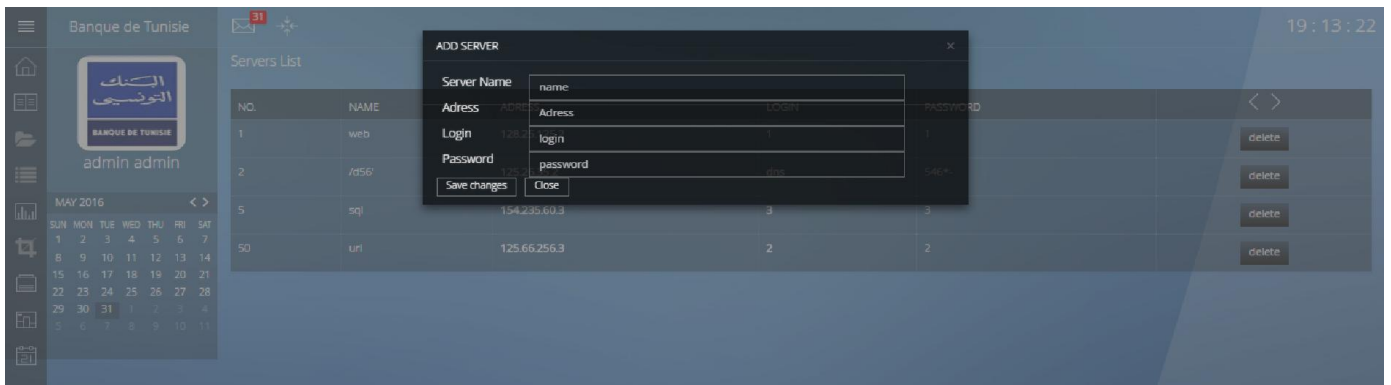 Banque de Tunisie
31
19 : 13 : 22
البنك
التونسي
BANQUE DE TUNISIE
admin admin
MAY 2016 < >
SUN MON TUE WED THU FRI SAT
1 2 3 4 5 6 7
8 9 10 11 12 13 14
15 16 17 18 19 20 21
22 23 24 25 26 27 28
29 30 31 1 2 3 4
5 6 7 8 9 10 11
Servers List
ADD SERVER ×
Server Name name
Adress Adress
Login login
Password password
Save changes Close
NO. NAME ADRESS LOGIN PASSWORD < >
1 web 1 1 delete
2 /d56/ dns delete
5 sql 154.235.60.3 3 3 delete
50 url 125.66.256.3 2 2 delete